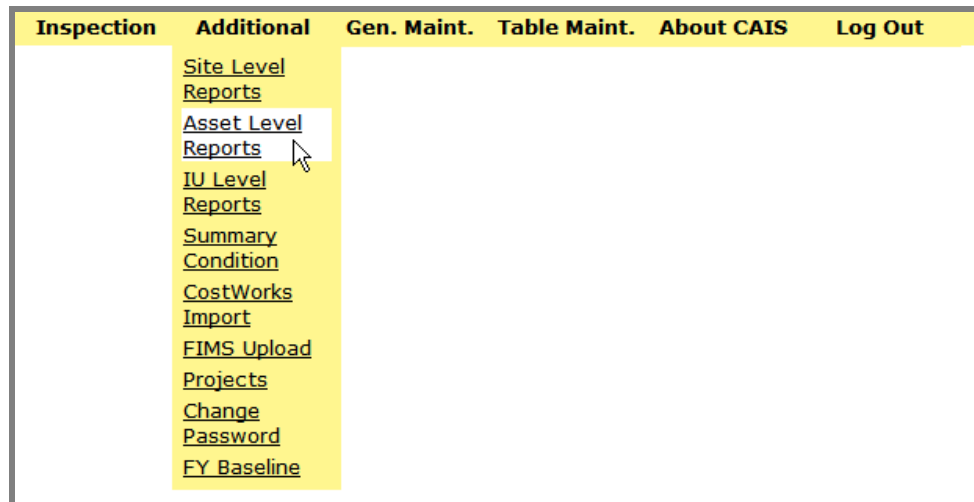 Inspection Additional Gen. Maint. Table Maint. About CAIS Log Out
Site Level
Reports
Asset Level
Reports
IU Level
Reports
Summary
Condition
CostWorks
Import
FIMS Upload
Projects
Change
Password
FY Baseline